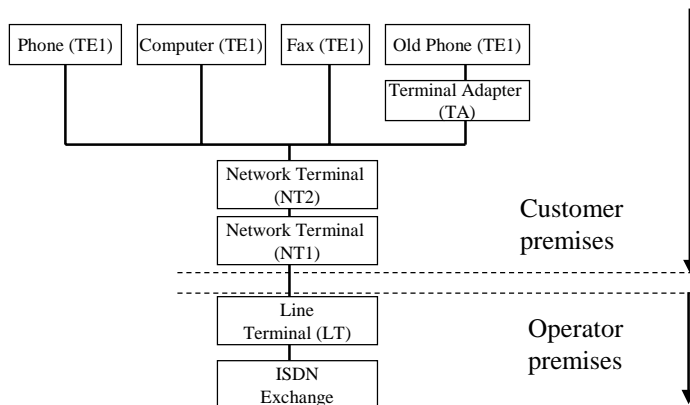 Phone (TE1)
Computer (TE1)
Fax (TE1)
Old Phone (TE1)
Terminal Adapter
(TA)
Network Terminal
(NT2)
Network Terminal
(NT1)
Customer
premises
Line
Terminal (LT)
Operator
premises
ISDN
Exchange